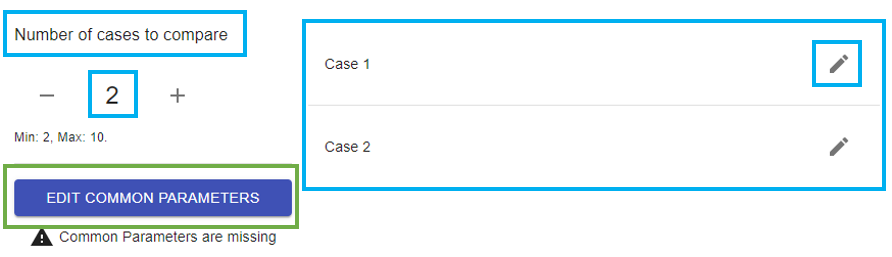 Number of cases to compare
− 2 +
Min: 2, Max: 10.
EDIT COMMON PARAMETERS
Common Parameters are missing
Case 1
Case 2